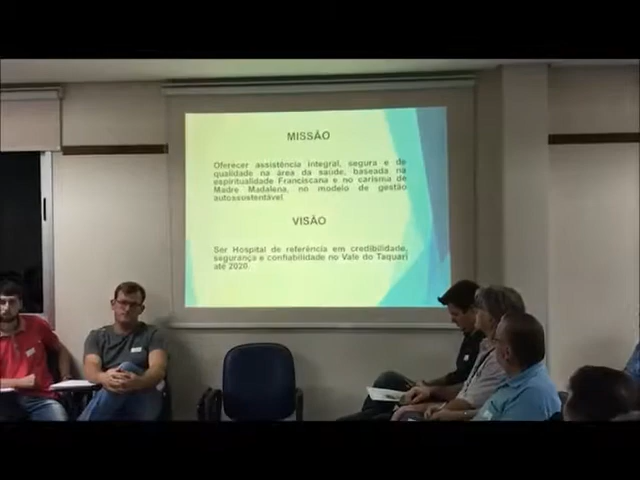 MISSÃO
Oferecer assistência integral, segura e de
qualidade na área da saúde, baseada na
espiritualidade Franciscana e no carisma de
Madre Madalena, no modelo de gestão
autoassustentável
VISÃO
Ser Hospital de referência em credibilidade,
segurança e confiabilidade no Vale do Taquari
até 2020.